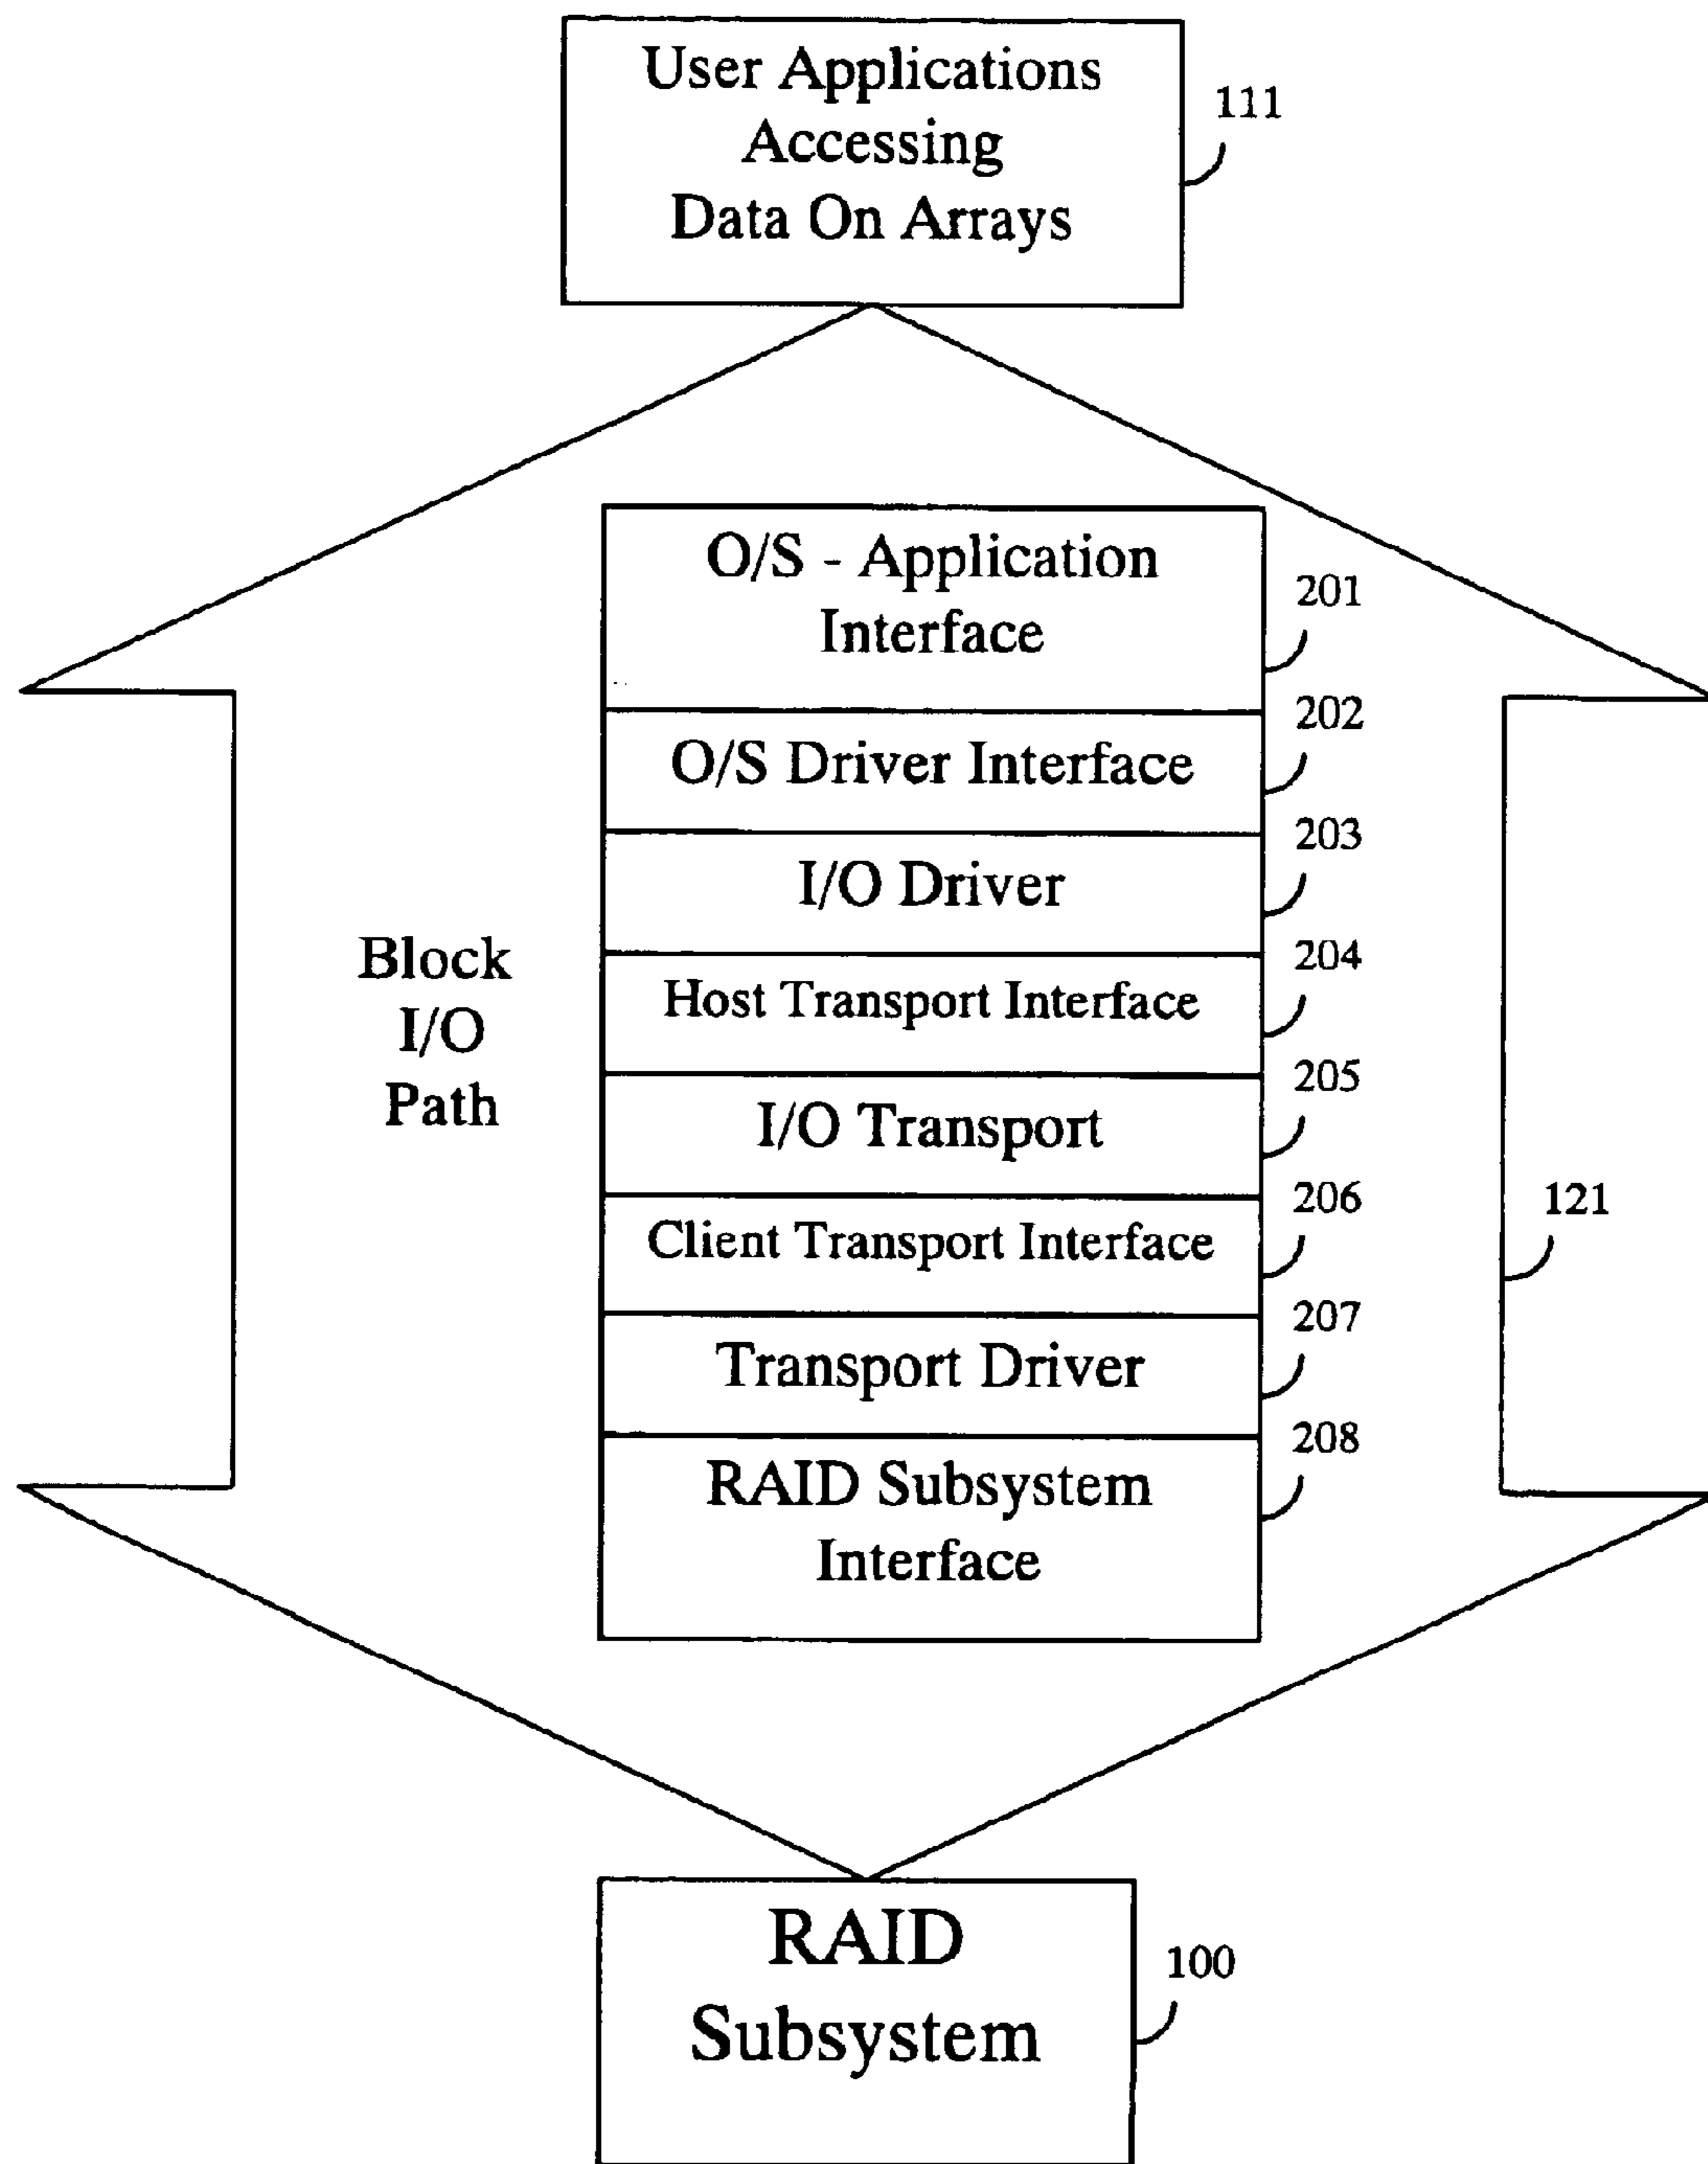 User Applications
Accessing
Data On Arrays
111
O/S - Application
Interface
201
202
O/S Driver Interface
203
I/O Driver
204
Host Transport Interface
205
I/O Transport
206
Client Transport Interface
207
Transport Driver
208
RAID Subsystem
Interface
Block
I/O
Path
121
RAID
Subsystem
100